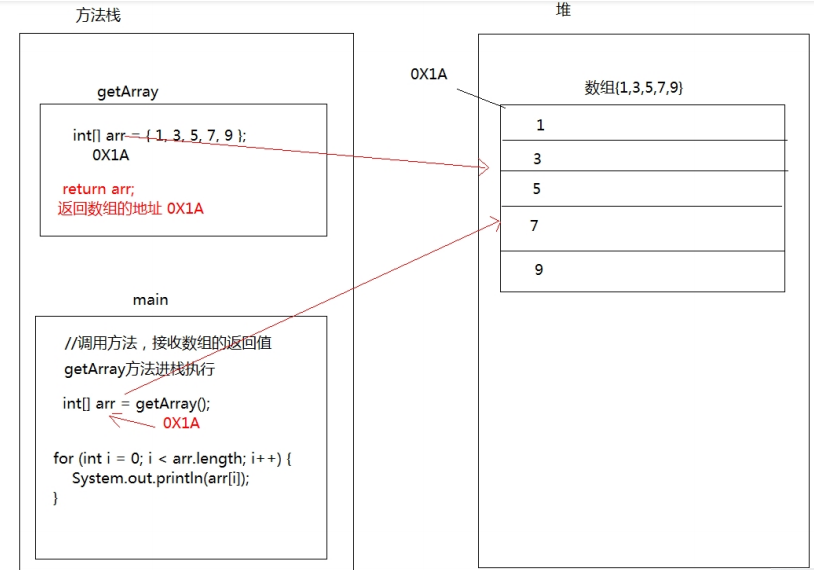 方法栈
堆
getArray
int[] arr = { 1, 3, 5, 7, 9 };
0X1A
return arr;
返回数组的地址 0X1A
main
//调用方法，接收数组的返回值
getArray方法进栈执行
int[] arr = getArray();
0X1A
for (int i = 0; i < arr.length; i++) {
System.out.println(arr[i]);
}
0X1A
数组{1,3,5,7,9}
1
3
5
7
9